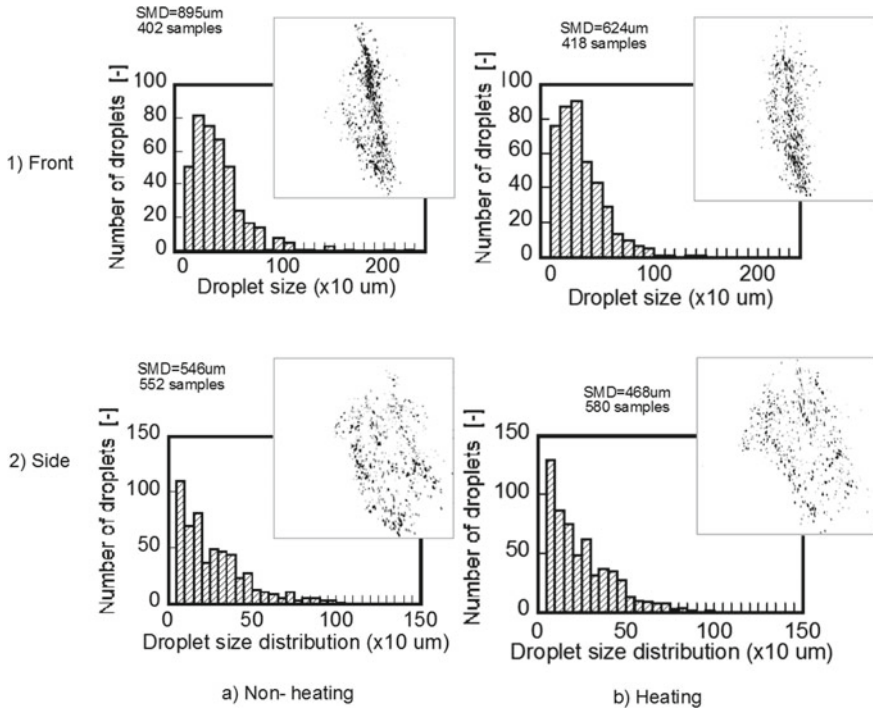 SMD=895um
402 samples
Number of droplets [-]
100
80
60
40
20
0
0 100 200
Droplet size (x10 um)
SMD=624um
418 samples
Number of droplets [-]
100
80
60
40
20
0
0 100 200
Droplet size (x10 um)
1) Front
SMD=546um
552 samples
Number of droplets [-]
150
100
50
0
0 50 100 150
Droplet size distribution (x10 um)
SMD=468um
580 samples
Number of droplets [-]
150
100
50
0
0 50 100 150
Droplet size distribution (x10 um)
2) Side
a) Non- heating
b) Heating